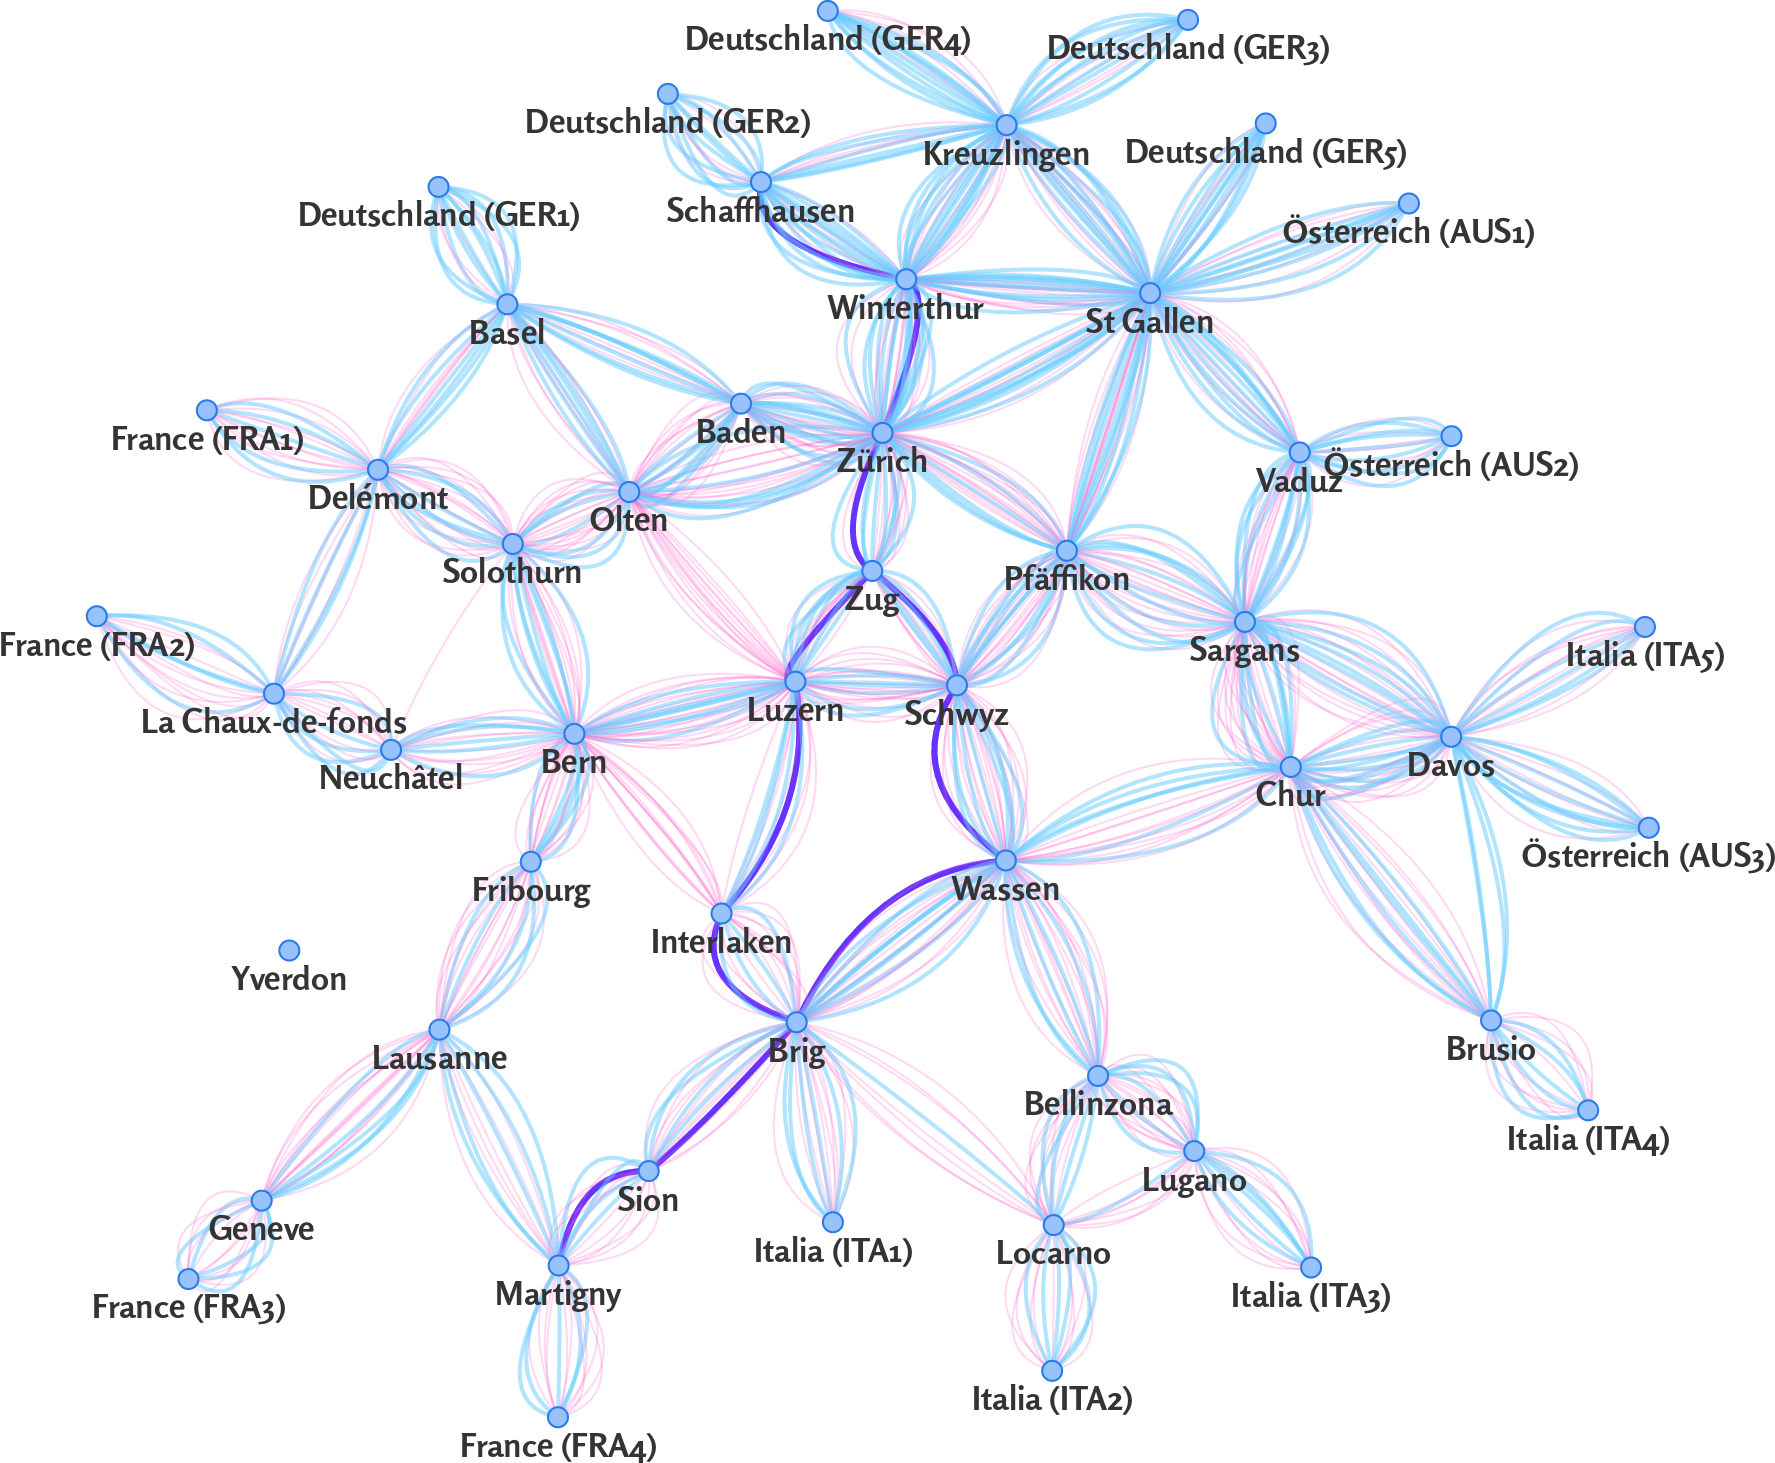 Deutschland (GER4)
Deutschland (GER3)
Deutschland (GER2)
Kreuzlingen
Deutschland (GER5)
Schaffhausen
Deutschland (GER1)
Österreich (AUS1)
Winterthur
St Gallen
Basel
France (FRA1)
Baden
Zürich
Vaduz
Österreich (AUS2)
Delémont
Olten
Solothurn
Zug
Pfäffikon
France (FRA2)
Sargans
Italia (ITA5)
La Chaux-de-fonds
Luzern
Schwyz
Neuchâtel
Bern
Davos
Chur
Österreich (AUS3)
Fribourg
Wassen
Interlaken
Yverdon
Lausanne
Brig
Brusio
Bellinzona
Italia (ITA4)
Geneve
Sion
Lugano
Italia (ITA1)
Locarno
France (FRA3)
Martigny
Italia (ITA3)
Italia (ITA2)
France (FRA4)